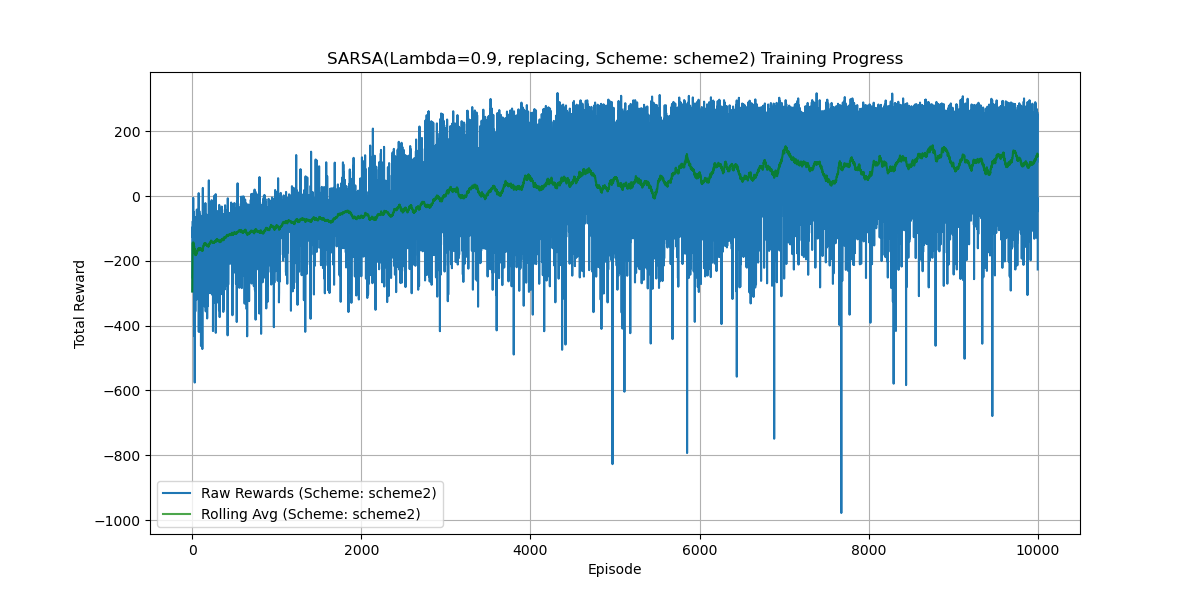 SARSA(Lambda=0.9, replacing, Scheme: scheme2) Training Progress
Total Reward
200
0
−200
−400
−600
−800
−1000
Raw Rewards (Scheme: scheme2)
Rolling Avg (Scheme: scheme2)
0 2000 4000 6000 8000 10000
Episode